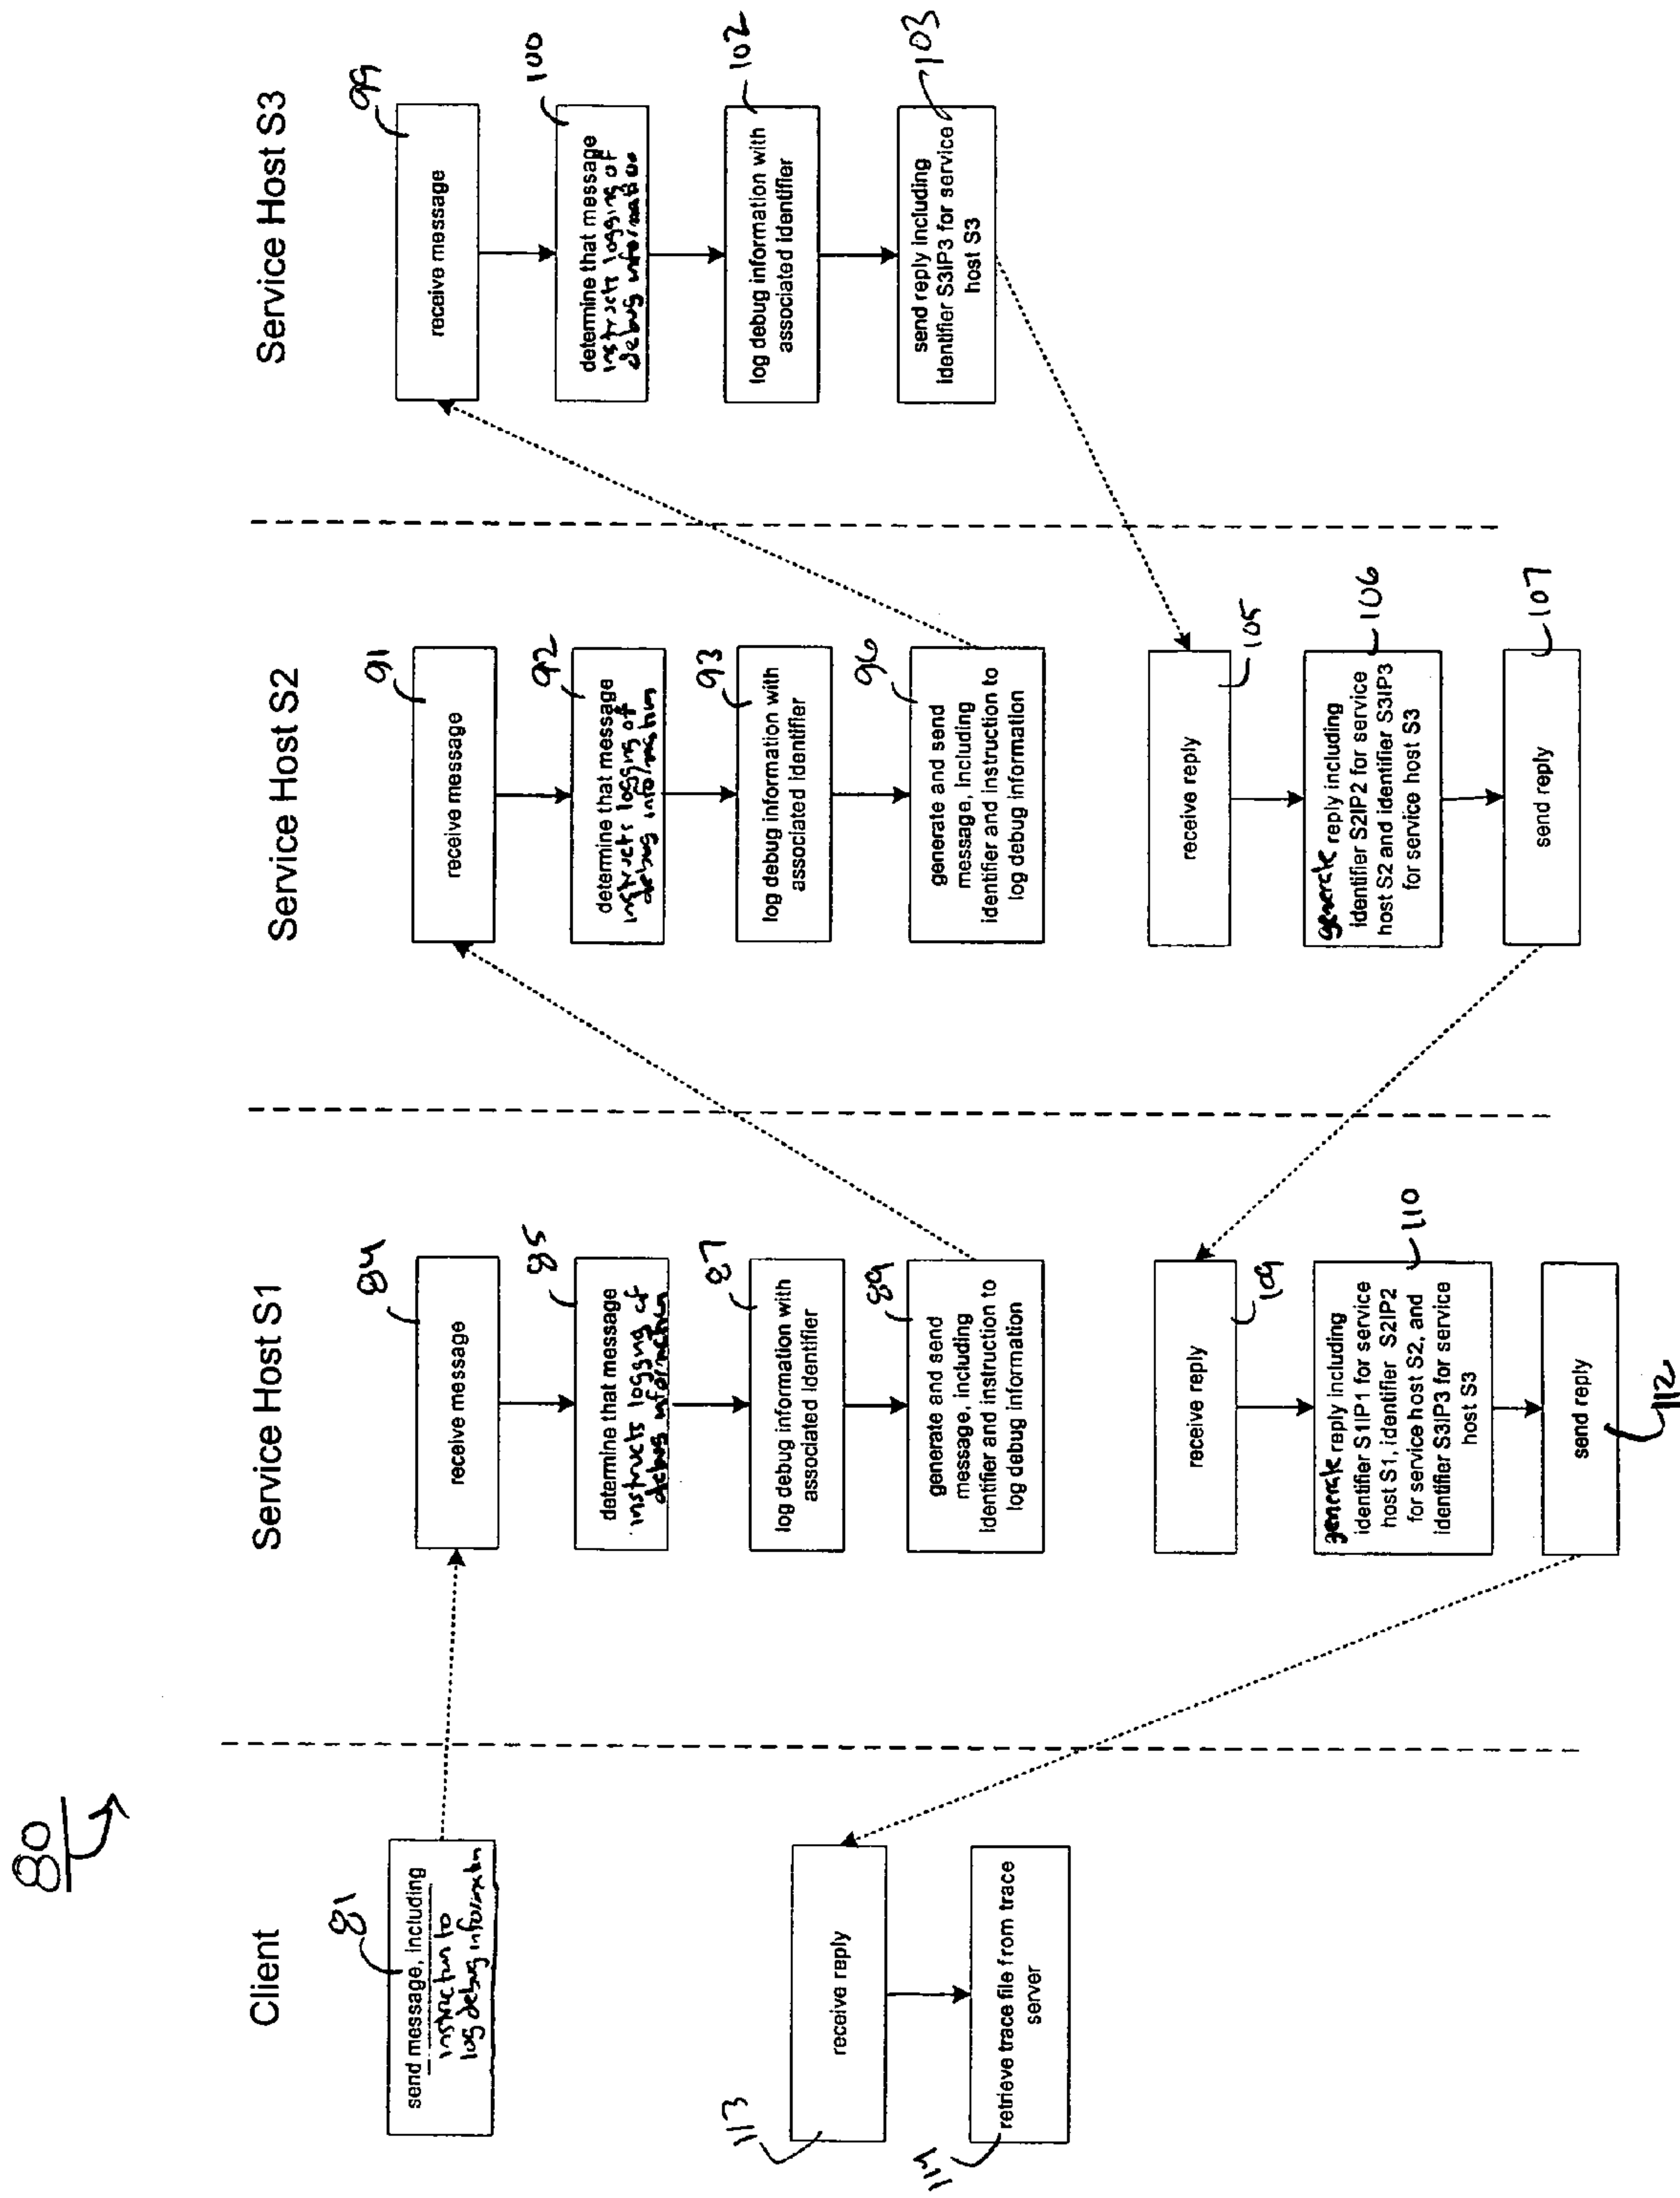 80
Client
Service Host S1
Service Host S2
Service Host S3
81
send message, including
instruction to
log debug information
84
receive message
85
determine that message
instructs logging of
debug information
87
log debug information with
associated identifier
89
generate and send
message, including
identifier and instruction to
log debug information
91
receive message
92
determine that message
instructs logging of
debug information
93
log debug information with
associated identifier
96
generate and send
message, including
identifier and instruction to
log debug information
99
receive message
100
determine that message
instructs logging of
debug information
102
log debug information with
associated identifier
103
send reply including
identifier S3IP3 for service
host S3
105
receive reply
106
generate reply including
identifier S2IP2 for service
host S2 and identifier S3IP3
for service host S3
107
send reply
109
receive reply
110
generate reply including
identifier S1IP1 for service
host S1, identifier S2IP2
for service host S2, and
identifier S3IP3 for service
host S3
112
send reply
113
receive reply
114
retrieve trace file from trace
server